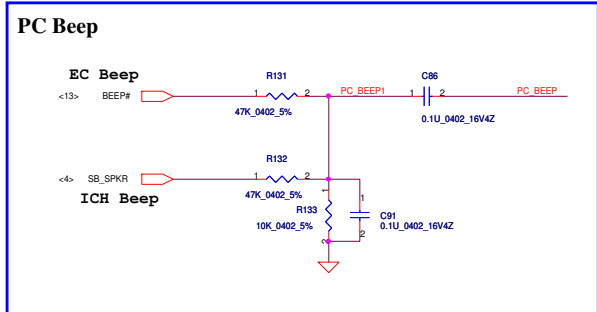 PC Beep
EC Beep
<13> BEEP#
1 R131 2
47K_0402_5%
PC_BEEP1
C86
1 2
0.1U_0402_16V4Z
PC_BEEP
<4> SB_SPKR
ICH Beep
1 R132 2
47K_0402_5%
1
R133
10K_0402_5%
2
1
C91
0.1U_0402_16V4Z
2